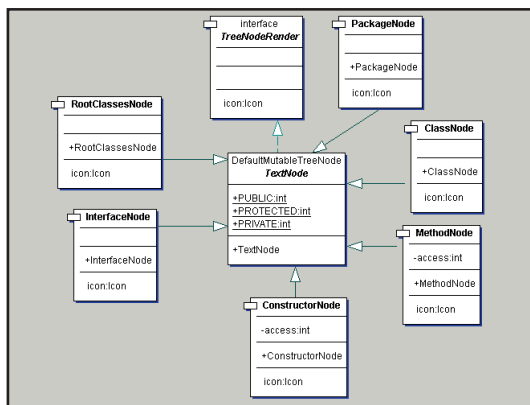 interface
TreeNodeRender
icon:Icon
PackageNode
+PackageNode
icon:Icon
RootClassesNode
+RootClassesNode
icon:Icon
DefaultMutableTreeNode
TextNode
+PUBLIC:int
+PROTECTED:int
+PRIVATE:int
+TextNode
ClassNode
+ClassNode
icon:Icon
InterfaceNode
+InterfaceNode
icon:Icon
MethodNode
-access:int
+MethodNode
icon:Icon
ConstructorNode
-access:int
+ConstructorNode
icon:Icon